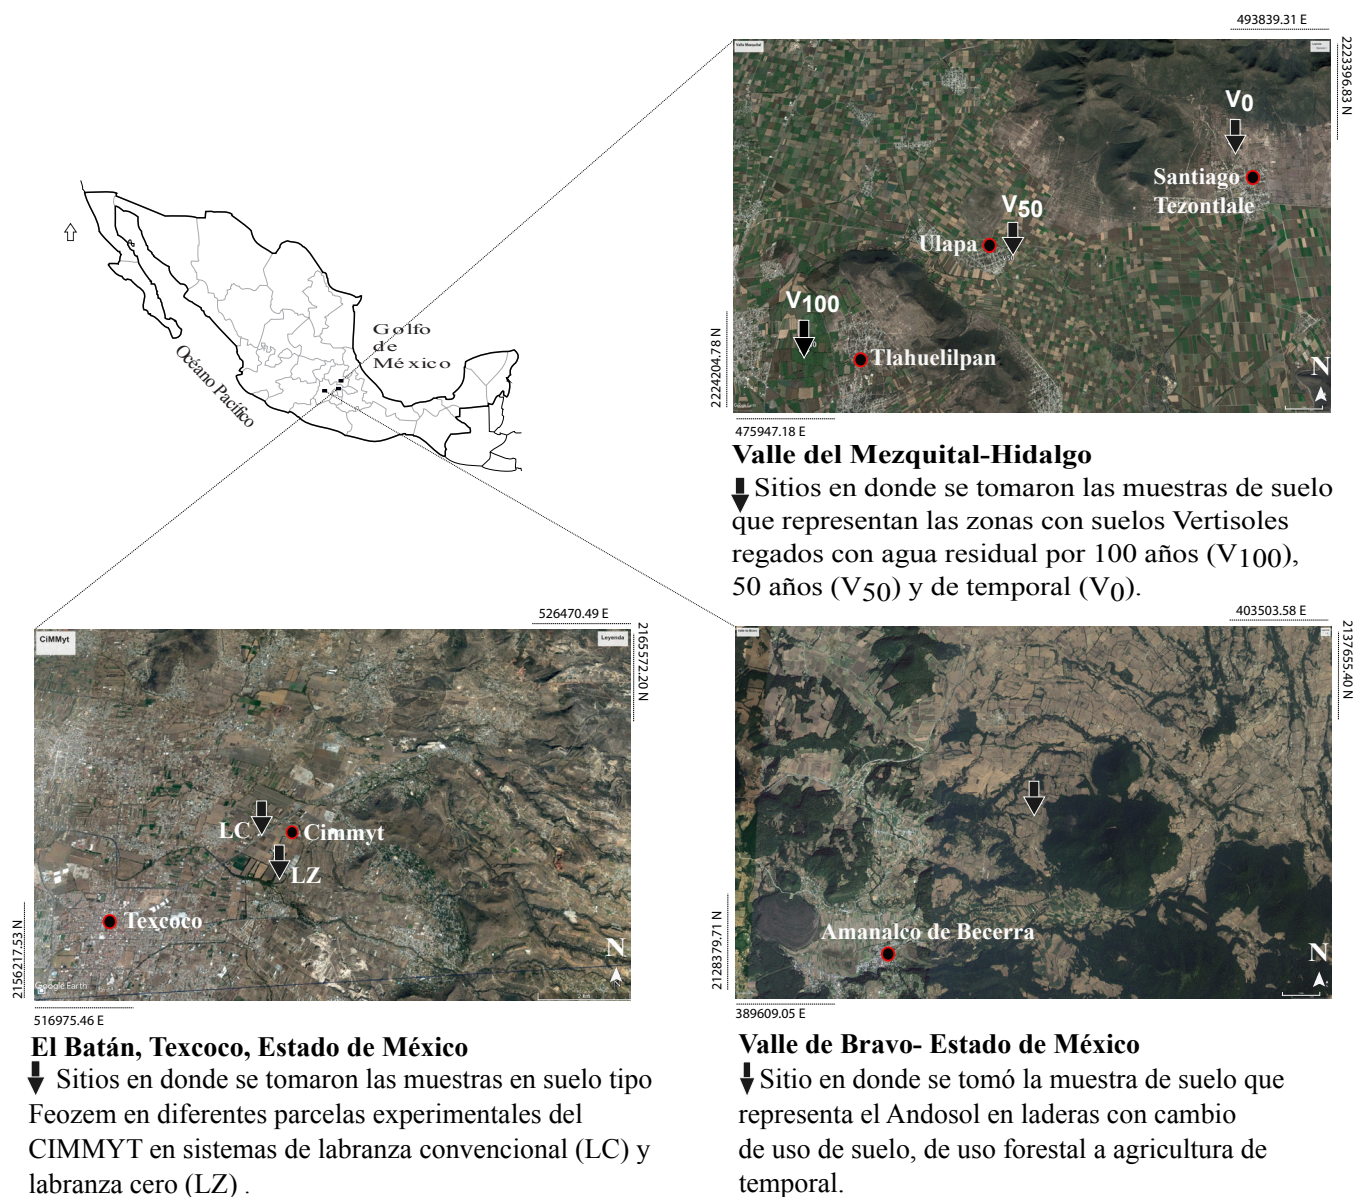 493839.31 E
2223396.83 N
Valle Mezquital
V0
Santiago
Tezontlale
V50
Ulapa
V100
Tlahuelilpan
N
2224204.78 N
475947.18 E
Golfo
de
México
Océano Pacífico
Valle del Mezquital-Hidalgo
Sitios en donde se tomaron las muestras de suelo
que representan las zonas con suelos Vertisoles
regados con agua residual por 100 años (V100),
50 años (V50) y de temporal (V0).
526470.49 E
2165572.20 N
CiMMyt
Leyenda
LC
Cimmyt
LZ
Texcoco
N
Google Earth
2156217.53 N
516975.46 E
El Batán, Texcoco, Estado de México
Sitios en donde se tomaron las muestras en suelo tipo
Feozem en diferentes parcelas experimentales del
CIMMYT en sistemas de labranza convencional (LC) y
labranza cero (LZ) .
403503.58 E
2137655.40 N
Valle de Bravo
Amanalco de Becerra
N
2128379.71 N
389609.05 E
Valle de Bravo- Estado de México
Sitio en donde se tomó la muestra de suelo que
representa el Andosol en laderas con cambio
de uso de suelo, de uso forestal a agricultura de
temporal.